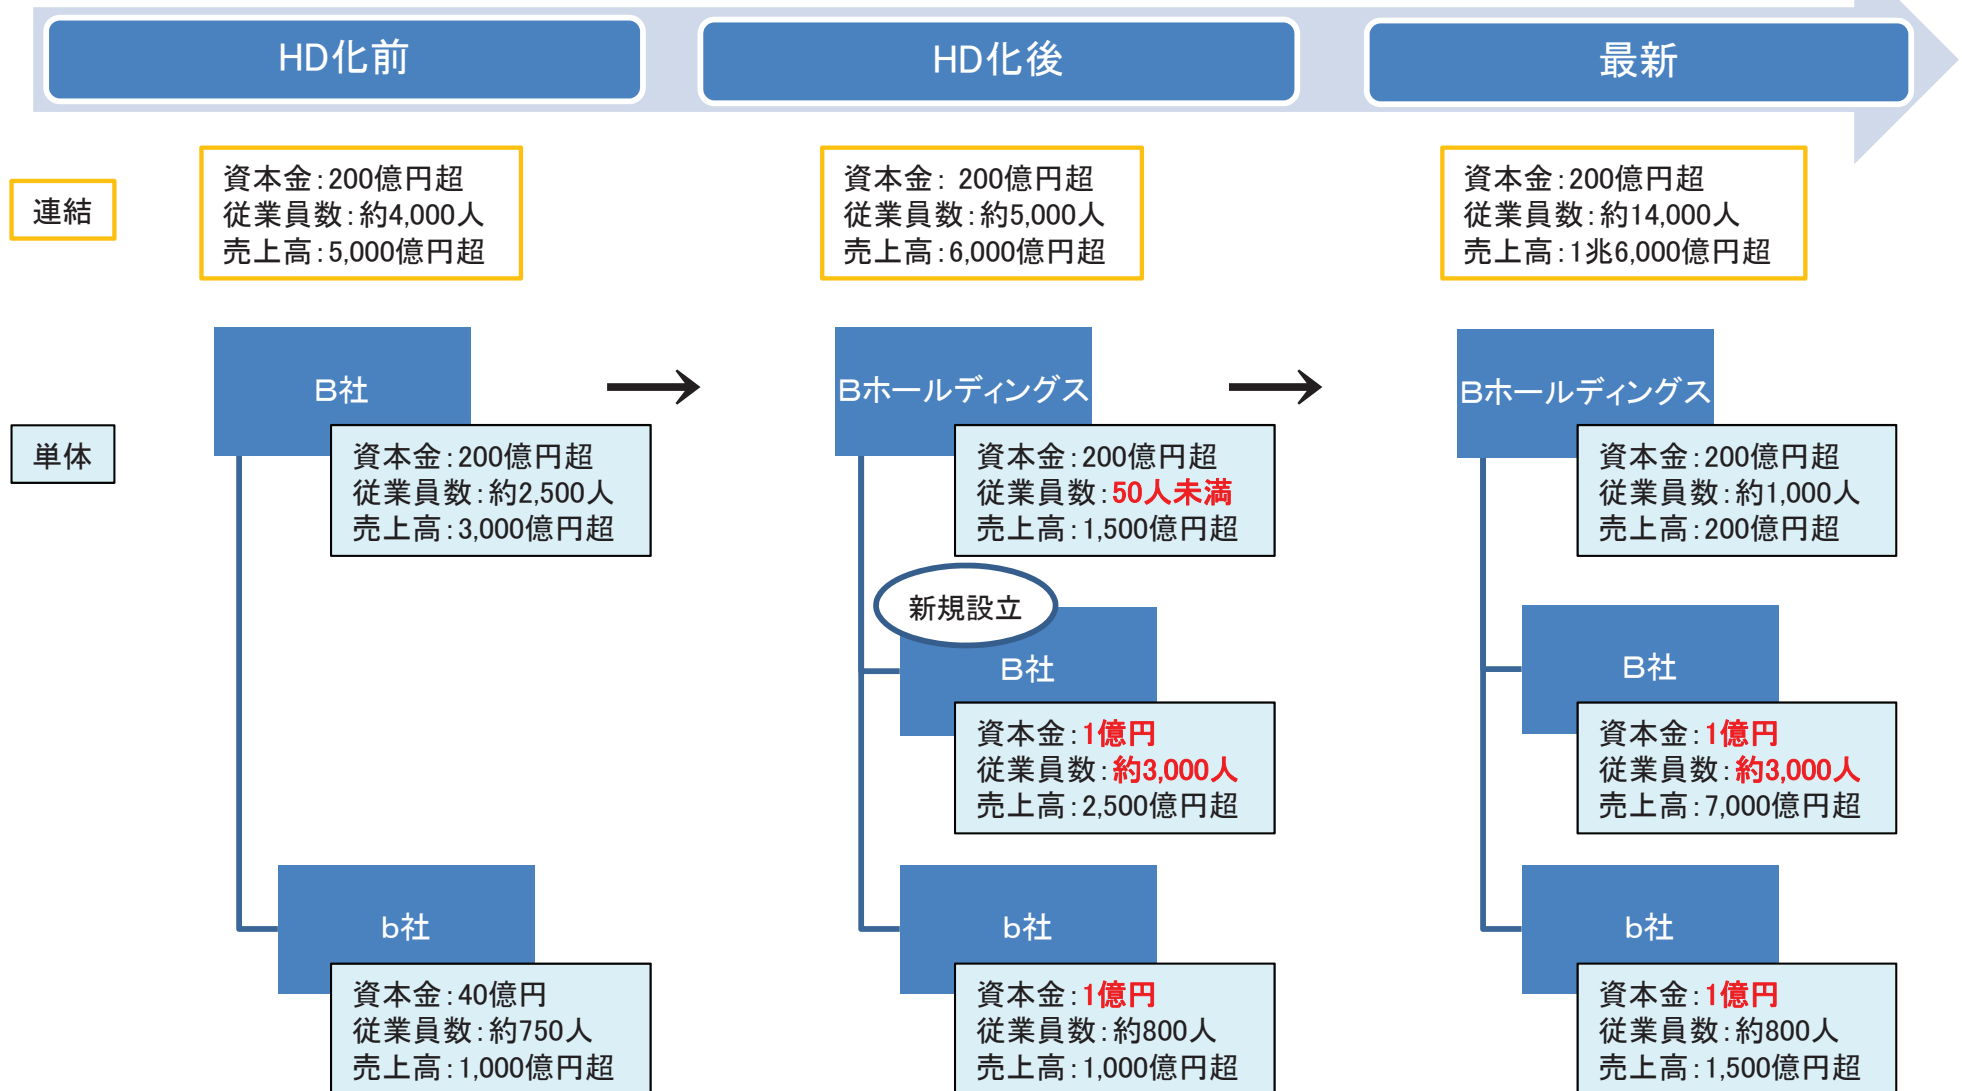 HD化前
HD化後
最新
連結
資本金:200億円超
従業員数:約4,000人
売上高:5,000億円超
資本金: 200億円超
従業員数:約5,000人
売上高:6,000億円超
資本金:200億円超
従業員数:約14,000人
売上高:1兆6,000億円超
単体
B社
資本金:200億円超
従業員数:約2,500人
売上高:3,000億円超
Bホールディングス
資本金:200億円超
従業員数:50人未満
売上高:1,500億円超
Bホールディングス
資本金:200億円超
従業員数:約1,000人
売上高:200億円超
新規設立
B社
資本金:1億円
従業員数:約3,000人
売上高:2,500億円超
B社
資本金:1億円
従業員数:約3,000人
売上高:7,000億円超
b社
資本金:40億円
従業員数:約750人
売上高:1,000億円超
b社
資本金:1億円
従業員数:約800人
売上高:1,000億円超
b社
資本金:1億円
従業員数:約800人
売上高:1,500億円超